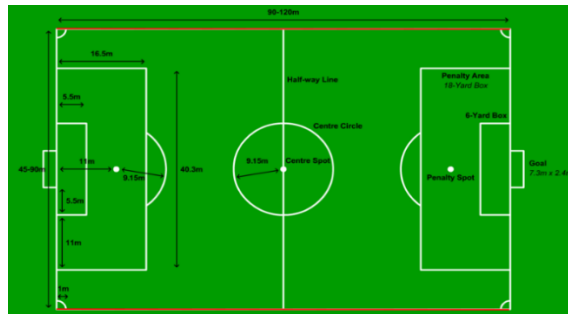 90-120m
16.5m
Half-way Line
Penalty Area
18-Yard Box
5.5m
6-Yard Box
Centre Circle
11m
9.15m
40.3m
9.15m
Centre Spot
Goal
7.3m x 2.4
45-90m
Penalty Spot
5.5m
11m
1m